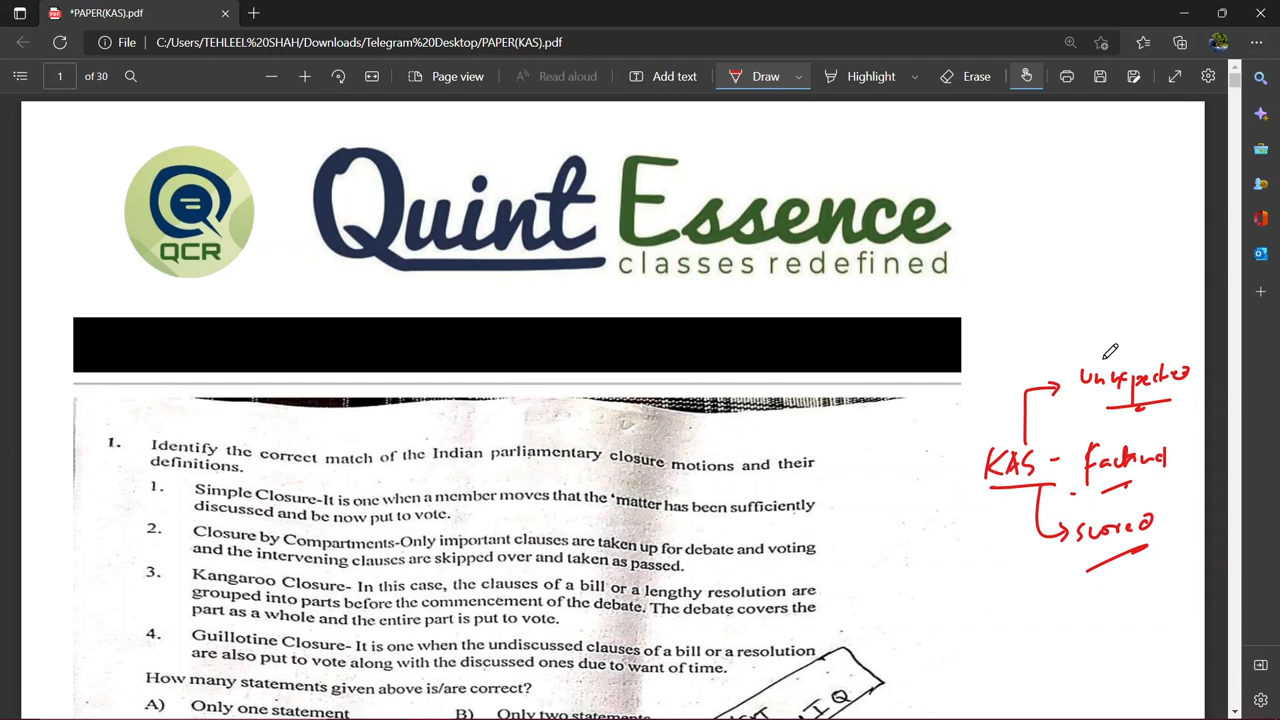 *PAPER(KAS).pdf
File C:/Users/TEHLEEL%20SHAH/Downloads/Telegram%20Desktop/PAPER(KAS).pdf
1 of 30 Page view Read aloud Add text Draw Highlight Erase
QCR
Quint Essence
classes redefined
unexpected
KAS - factual
scored
1. Identify the correct match of the Indian parliamentary closure motions and their
definitions.
1. Simple Closure-It is one when a member moves that the 'matter has been sufficiently
discussed and be now put to vote.
2. Closure by Compartments-Only important clauses are taken up for debate and voting
and the intervening clauses are skipped over and taken as passed.
3. Kangaroo Closure- In this case, the clauses of a bill or a lengthy resolution are
grouped into parts before the commencement of the debate. The debate covers the
part as a whole and the entire part is put to vote.
4. Guillotine Closure- It is one when the undiscussed clauses of a bill or a resolution
are also put to vote along with the discussed ones due to want of time.
How many statements given above is/are correct?
A) Only one statement B) Only two statements